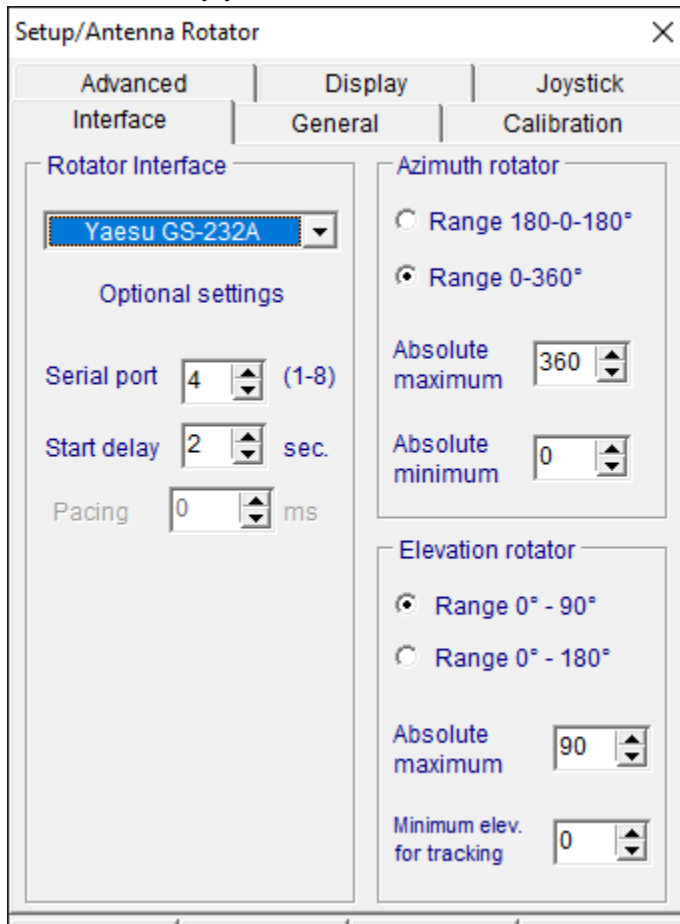 Setup/Antenna Rotator
Advanced Display Joystick
Interface General Calibration
Rotator Interface
Yaesu GS-232A
Optional settings
Serial port 4 (1-8)
Start delay 2 sec.
Pacing 0 ms
Azimuth rotator
Range 180-0-180°
Range 0-360°
Absolute
maximum 360
Absolute
minimum 0
Elevation rotator
Range 0° - 90°
Range 0° - 180°
Absolute
maximum 90
Minimum elev.
for tracking 0